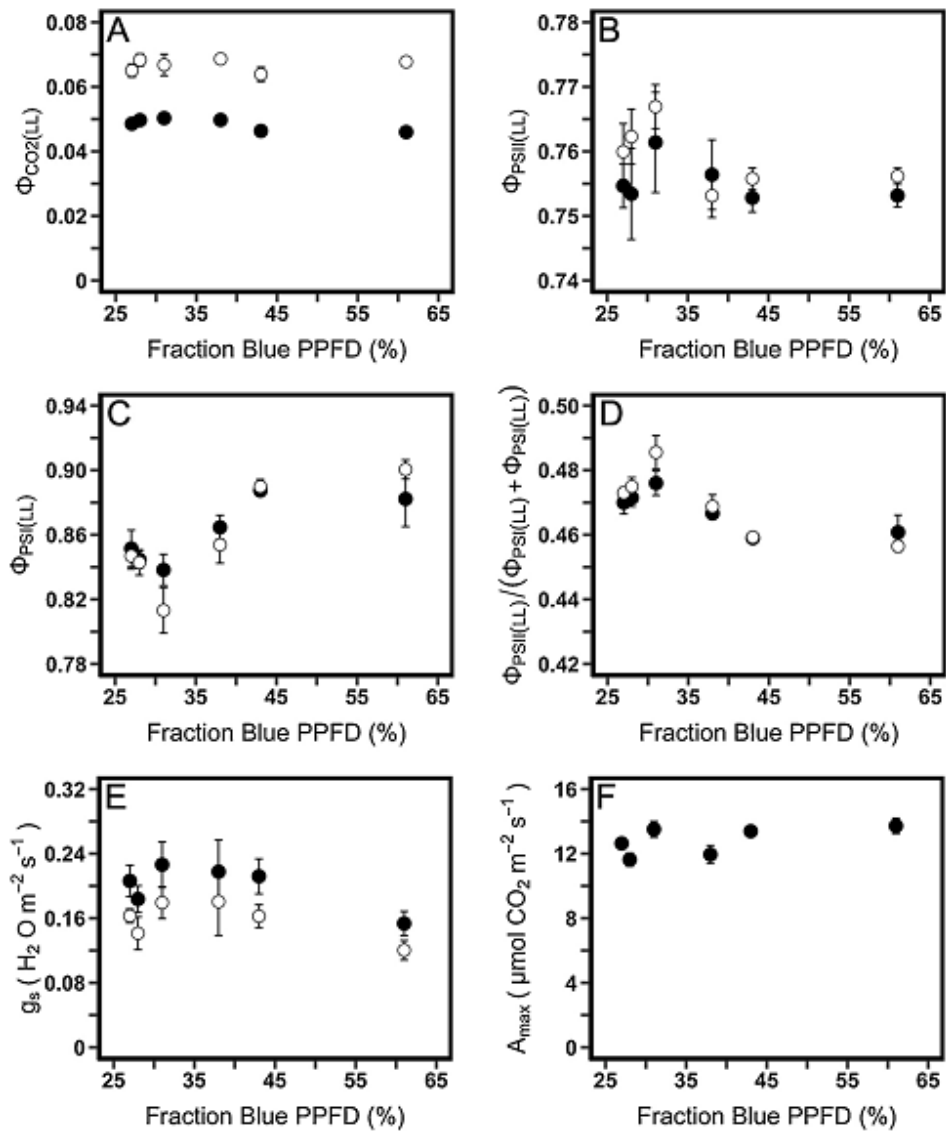 A
0.08
0.06
0.04
0.02
0
ΦCO2(LL)
25 35 45 55 65
Fraction Blue PPFD (%)
B
0.78
0.77
0.76
0.75
0.74
ΦPSII(LL)
25 35 45 55 65
Fraction Blue PPFD (%)
C
0.94
0.90
0.86
0.82
0.78
ΦPSI(LL)
25 35 45 55 65
Fraction Blue PPFD (%)
D
0.50
0.48
0.46
0.44
0.42
ΦPSII(LL)/(ΦPSI(LL) + ΦPSI(LL))
25 35 45 55 65
Fraction Blue PPFD (%)
E
0.32
0.24
0.16
0.08
0
gs ( H2 O m−2 s−1)
25 35 45 55 65
Fraction Blue PPFD (%)
F
16
12
8
4
0
Amax ( μmol CO2 m−2 s−1)
25 35 45 55 65
Fraction Blue PPFD (%)